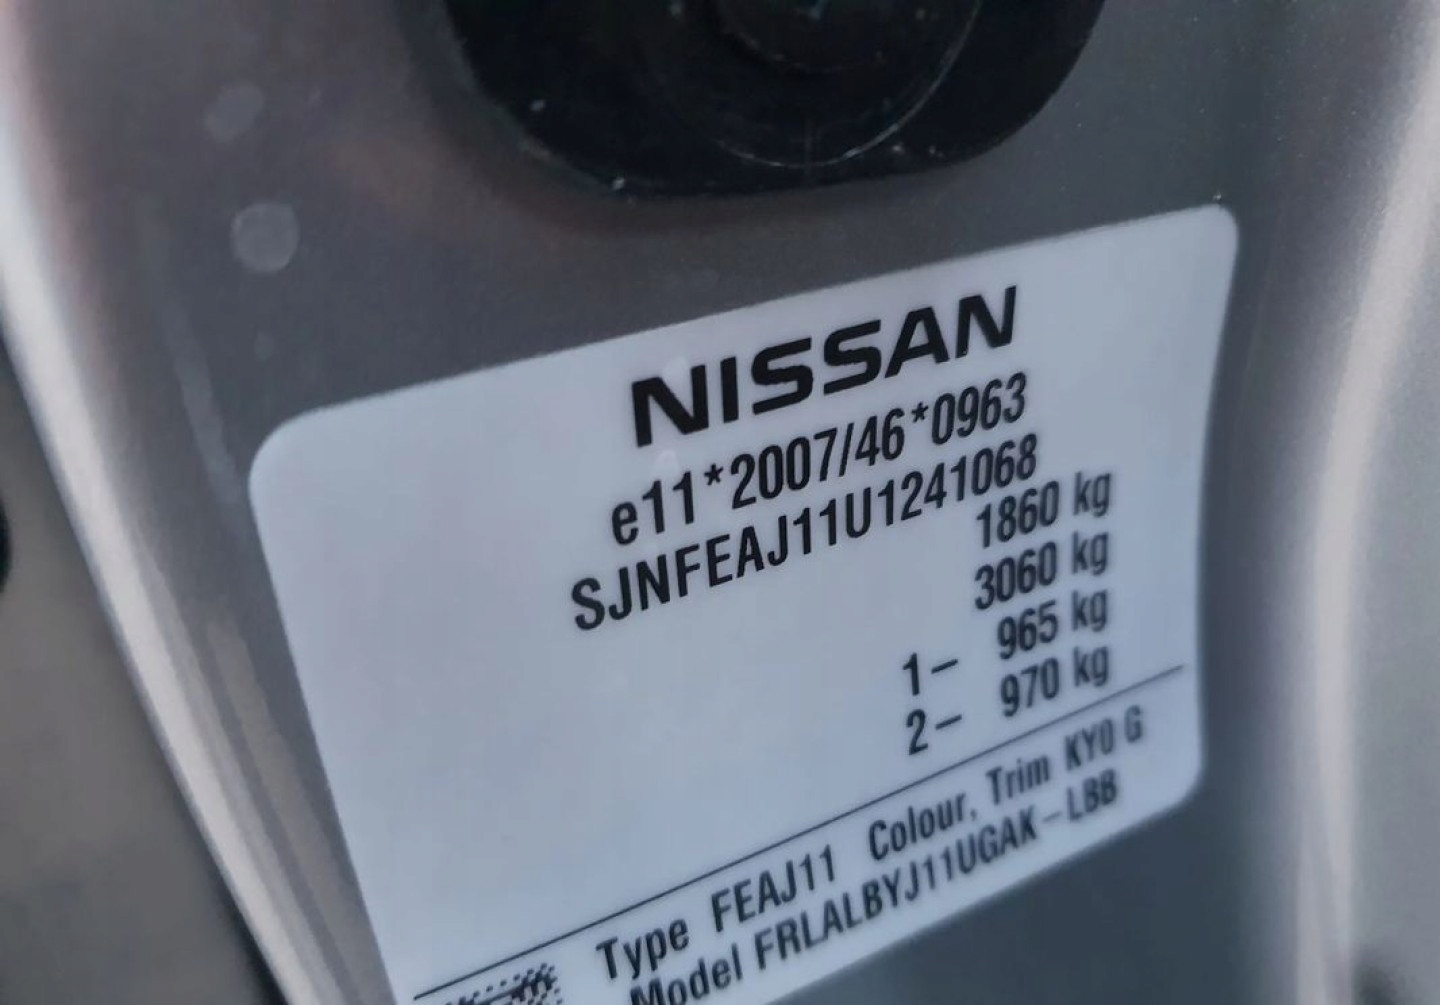 NISSAN
e11*2007/46*0963
SJNFEAJ11U1241068
1860 kg
3060 kg
1– 965 kg
2– 970 kg
Type FEAJ11 Colour, Trim KY0 G
Model FRLALBYJ11UGAK–LBB